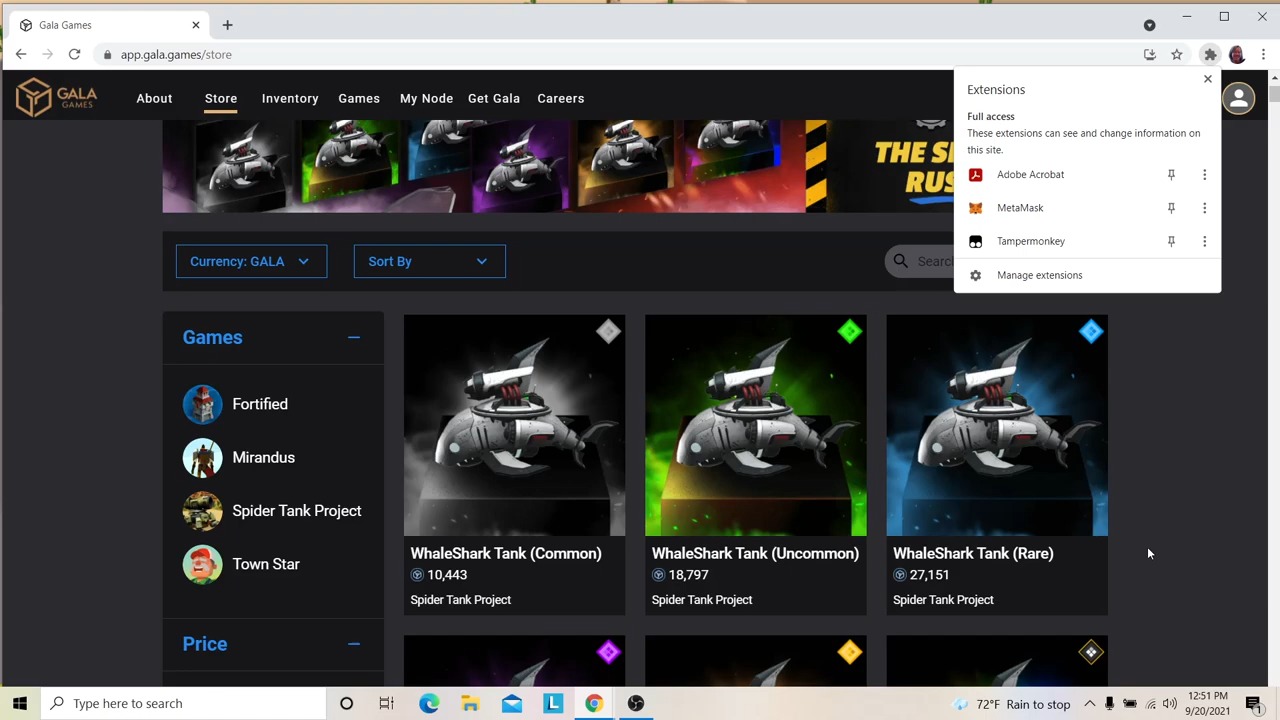 Gala Games
app.gala.games/store
GALA
GAMES
About
Store
Inventory
Games
My Node
Get Gala
Careers
Extensions
Full access
These extensions can see and change information on
this site.
Adobe Acrobat
MetaMask
Tampermonkey
Manage extensions
THE S
RUS
Currency: GALA
Sort By
Search
Games
Fortified
Mirandus
Spider Tank Project
Town Star
Price
WhaleShark Tank (Common)
10,443
Spider Tank Project
WhaleShark Tank (Uncommon)
18,797
Spider Tank Project
WhaleShark Tank (Rare)
27,151
Spider Tank Project
Type here to search
L
72°F Rain to stop
12:51 PM
9/20/2021
1